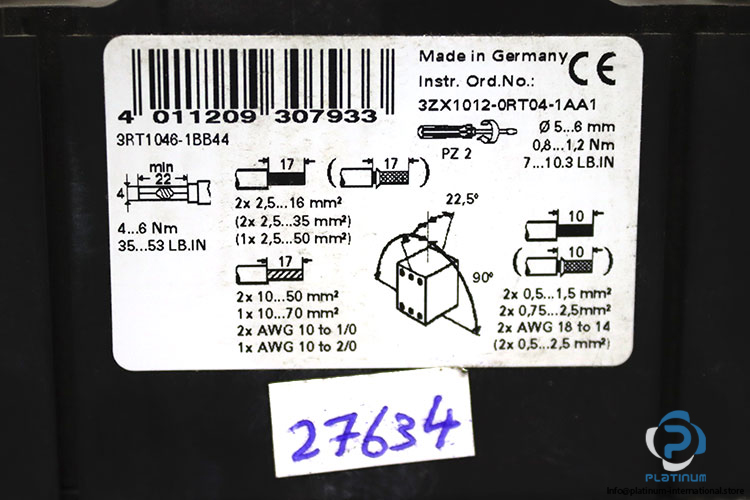 4 011209 307933
3RT1046-1BB44
Made in Germany
Instr. Ord.No.:
CE
3ZX1012-0RT04-1AA1
PZ 2
Ø 5...6 mm
0,8...1,2 Nm
7...10.3 LB.IN
min
22
4
4...6 Nm
35...53 LB.IN
17
( 17 )
2x 2,5...16 mm²
(2x 2,5...35 mm²)
(1x 2,5...50 mm²)
17
2x 10...50 mm²
1x 10...70 mm²
2x AWG 10 to 1/0
1x AWG 10 to 2/0
22,5°
90°
10
( 10 )
2x 0,5...1,5 mm²
2x 0,75...2,5mm²
2x AWG 18 to 14
(2x 0,5...2,5 mm²)
27634
PLATINUM
Info@platinum-international.store